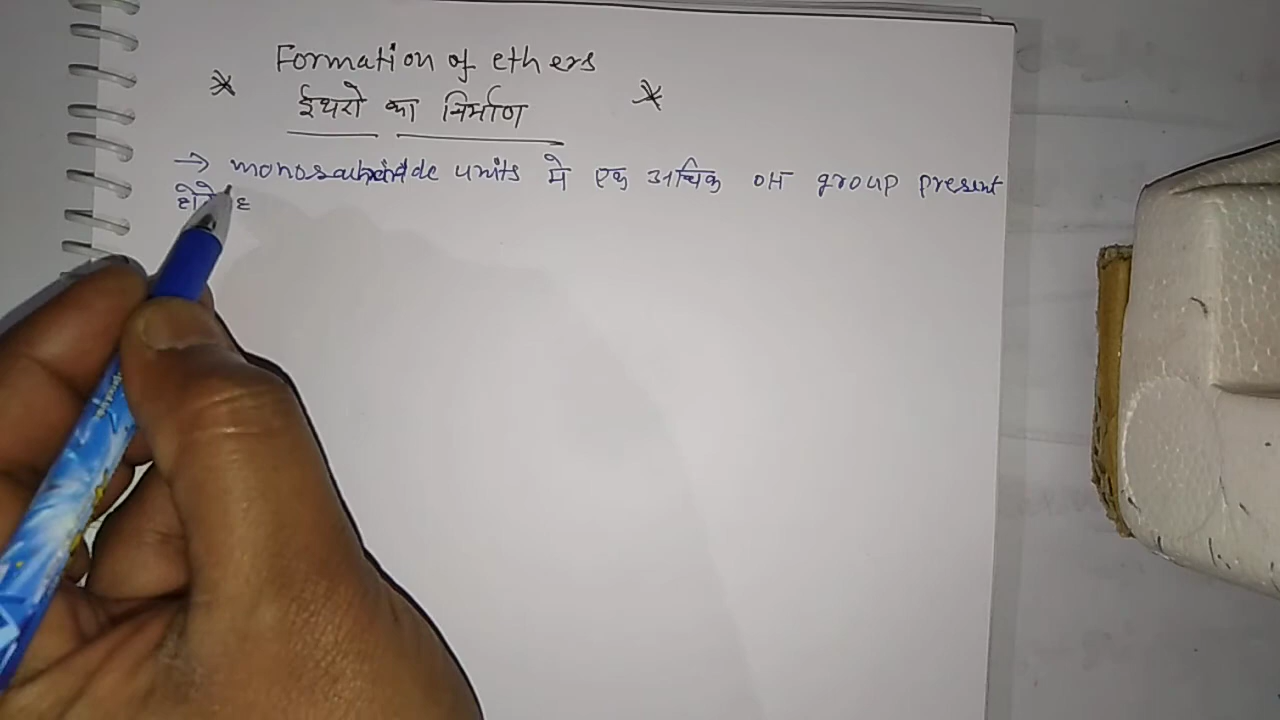 Formation of ethers
ईथरो का निर्माण
→ monosaccharide units मे एक अधिक OH group present
होते ह